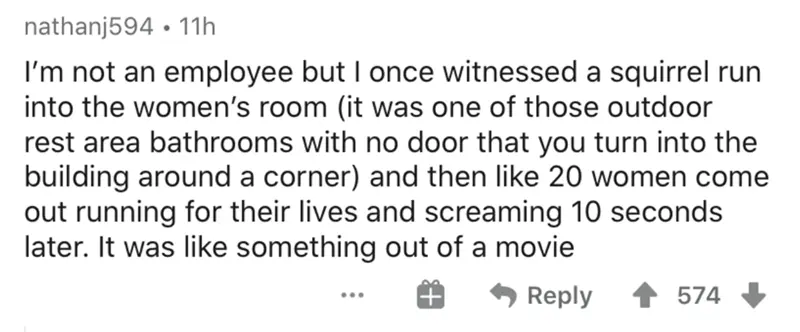 nathanj594 • 11h
I'm not an employee but I once witnessed a squirrel run
into the women's room (it was one of those outdoor
rest area bathrooms with no door that you turn into the
building around a corner) and then like 20 women come
out running for their lives and screaming 10 seconds
later. It was like something out of a movie
... Reply 574